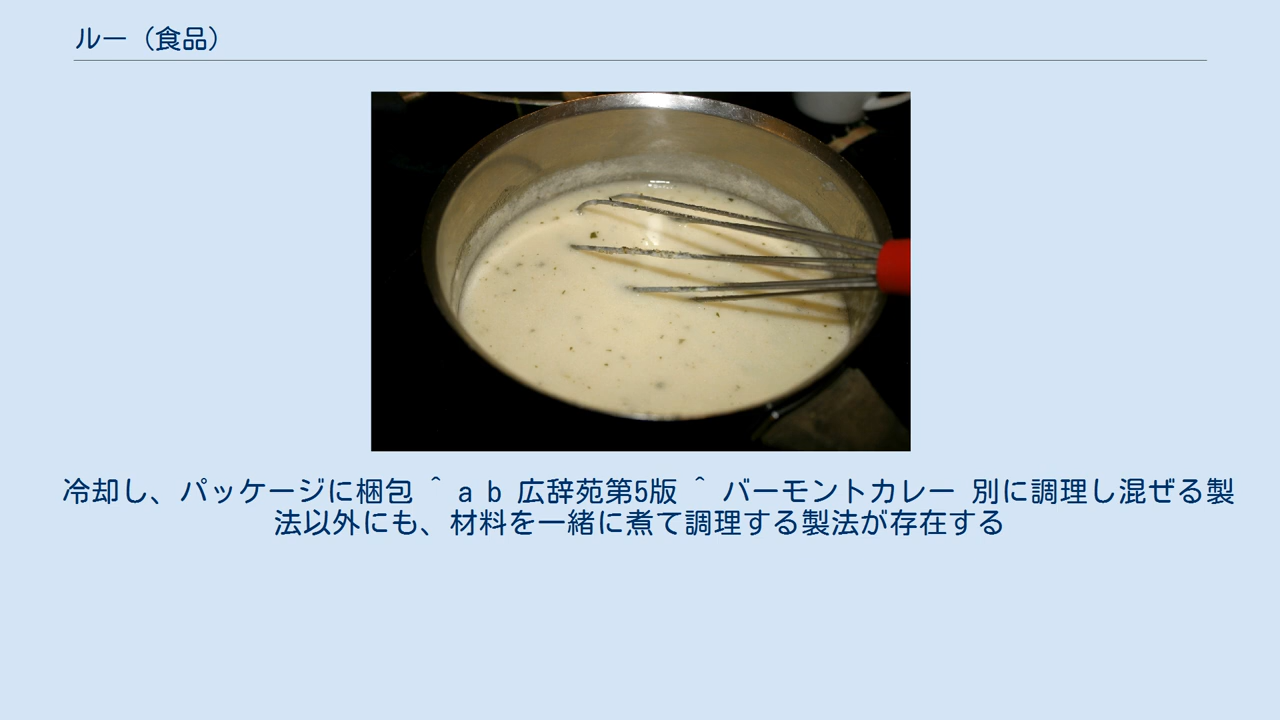 ルー（食品）
冷却し、パッケージに梱包 ^ a b 広辞苑第5版 ^ バーモントカレー 別に調理し混ぜる製
法以外にも、材料を一緒に煮て調理する製法が存在する